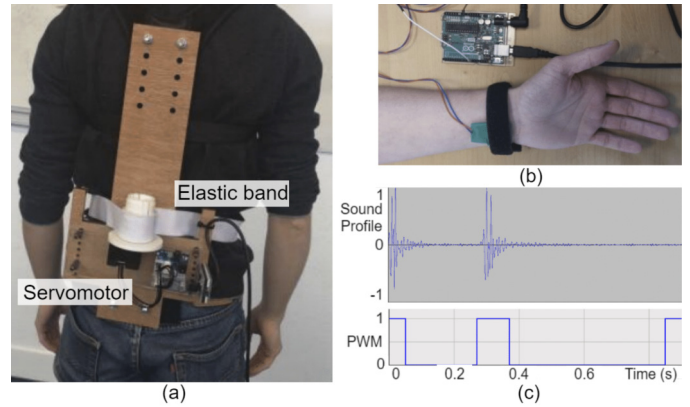 Elastic band
Servomotor
(a)
(b)
1
Sound
Profile
0
-1
1
PWM
0
0
0.2
0.4
0.6
Time (s)
(c)